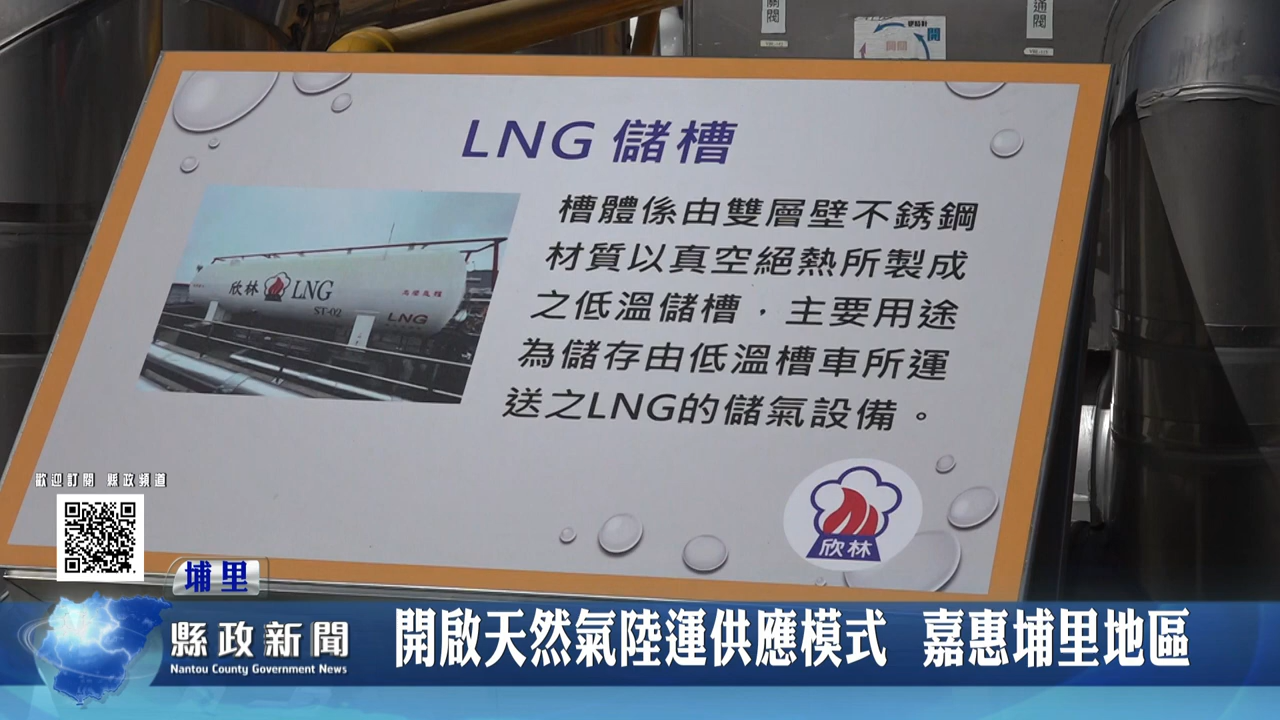 開
LNG 儲槽
槽體係由雙層壁不銹鋼
材質以真空絕熱所製成
之低溫儲槽，主要用途
為儲存由低溫槽車所運
送之LNG的儲氣設備。
欣林 LNG
ST-02
LNG
欣林
歡迎訂閱 縣政頻道
埔里
縣政新聞
Nantou County Government News
開啟天然氣陸運供應模式 嘉惠埔里地區